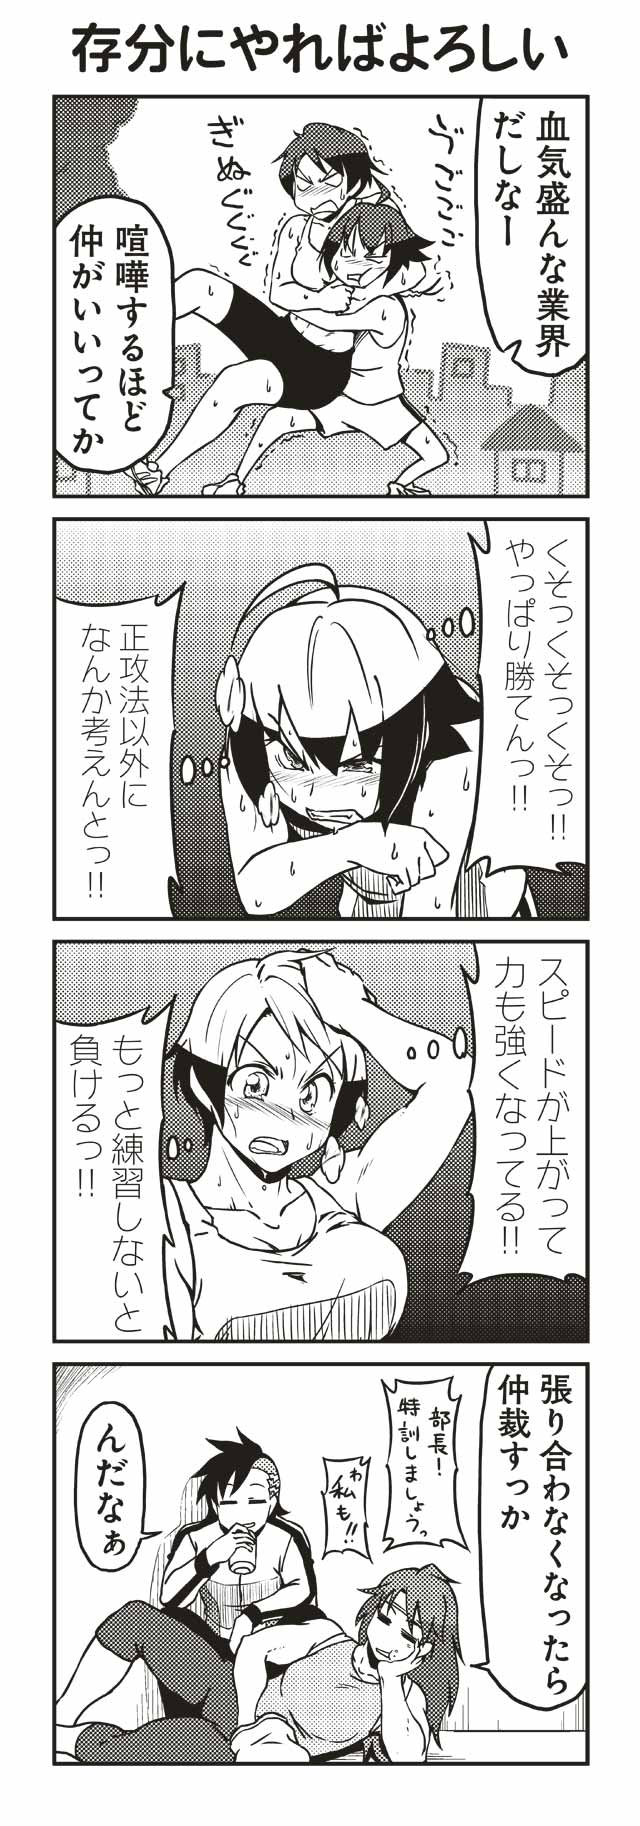 存分にやればよろしい
血気盛んな業界
だしなー
ゴゴゴゴ
ぎぬぐぐぐぐ
喧嘩するほど
仲がいいってか
くそっくそっくそっ!!
やっぱり勝てんっ!!
正攻法以外に
なんか考えんとっ!!
スピードが上がって
力も強くなってる!!
もっと練習しないと
負けるっ!!
張り合わなくなったら
仲裁すっか
部長!
特訓しましょうっ
わ
私も!!
んだなぁ